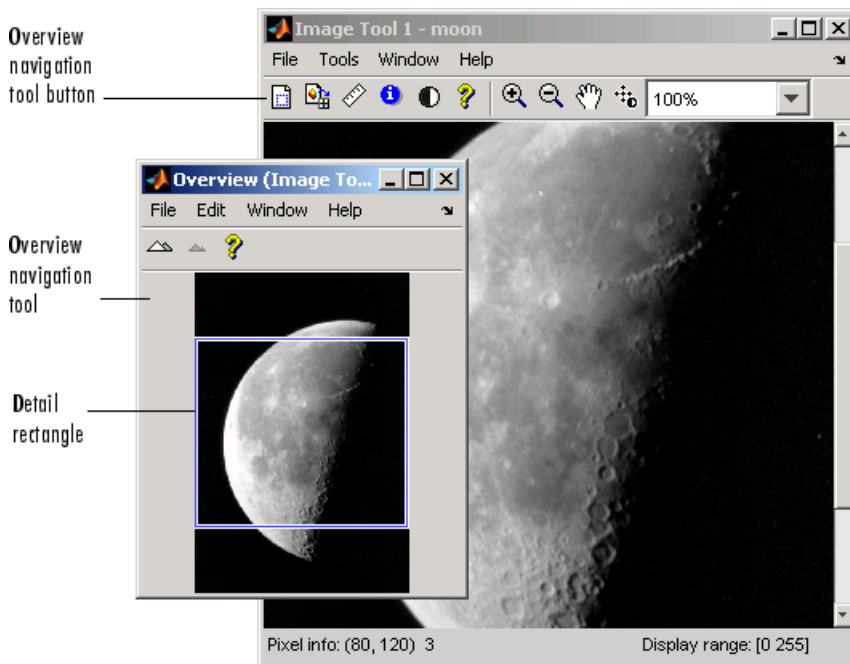 Overview
navigation
tool button
Image Tool 1 - moon
File Tools Window Help
100%
Overview (Image To...
File Edit Window Help
Overview
navigation
tool
Detail
rectangle
Pixel info: (80, 120) 3
Display range: [0 255]